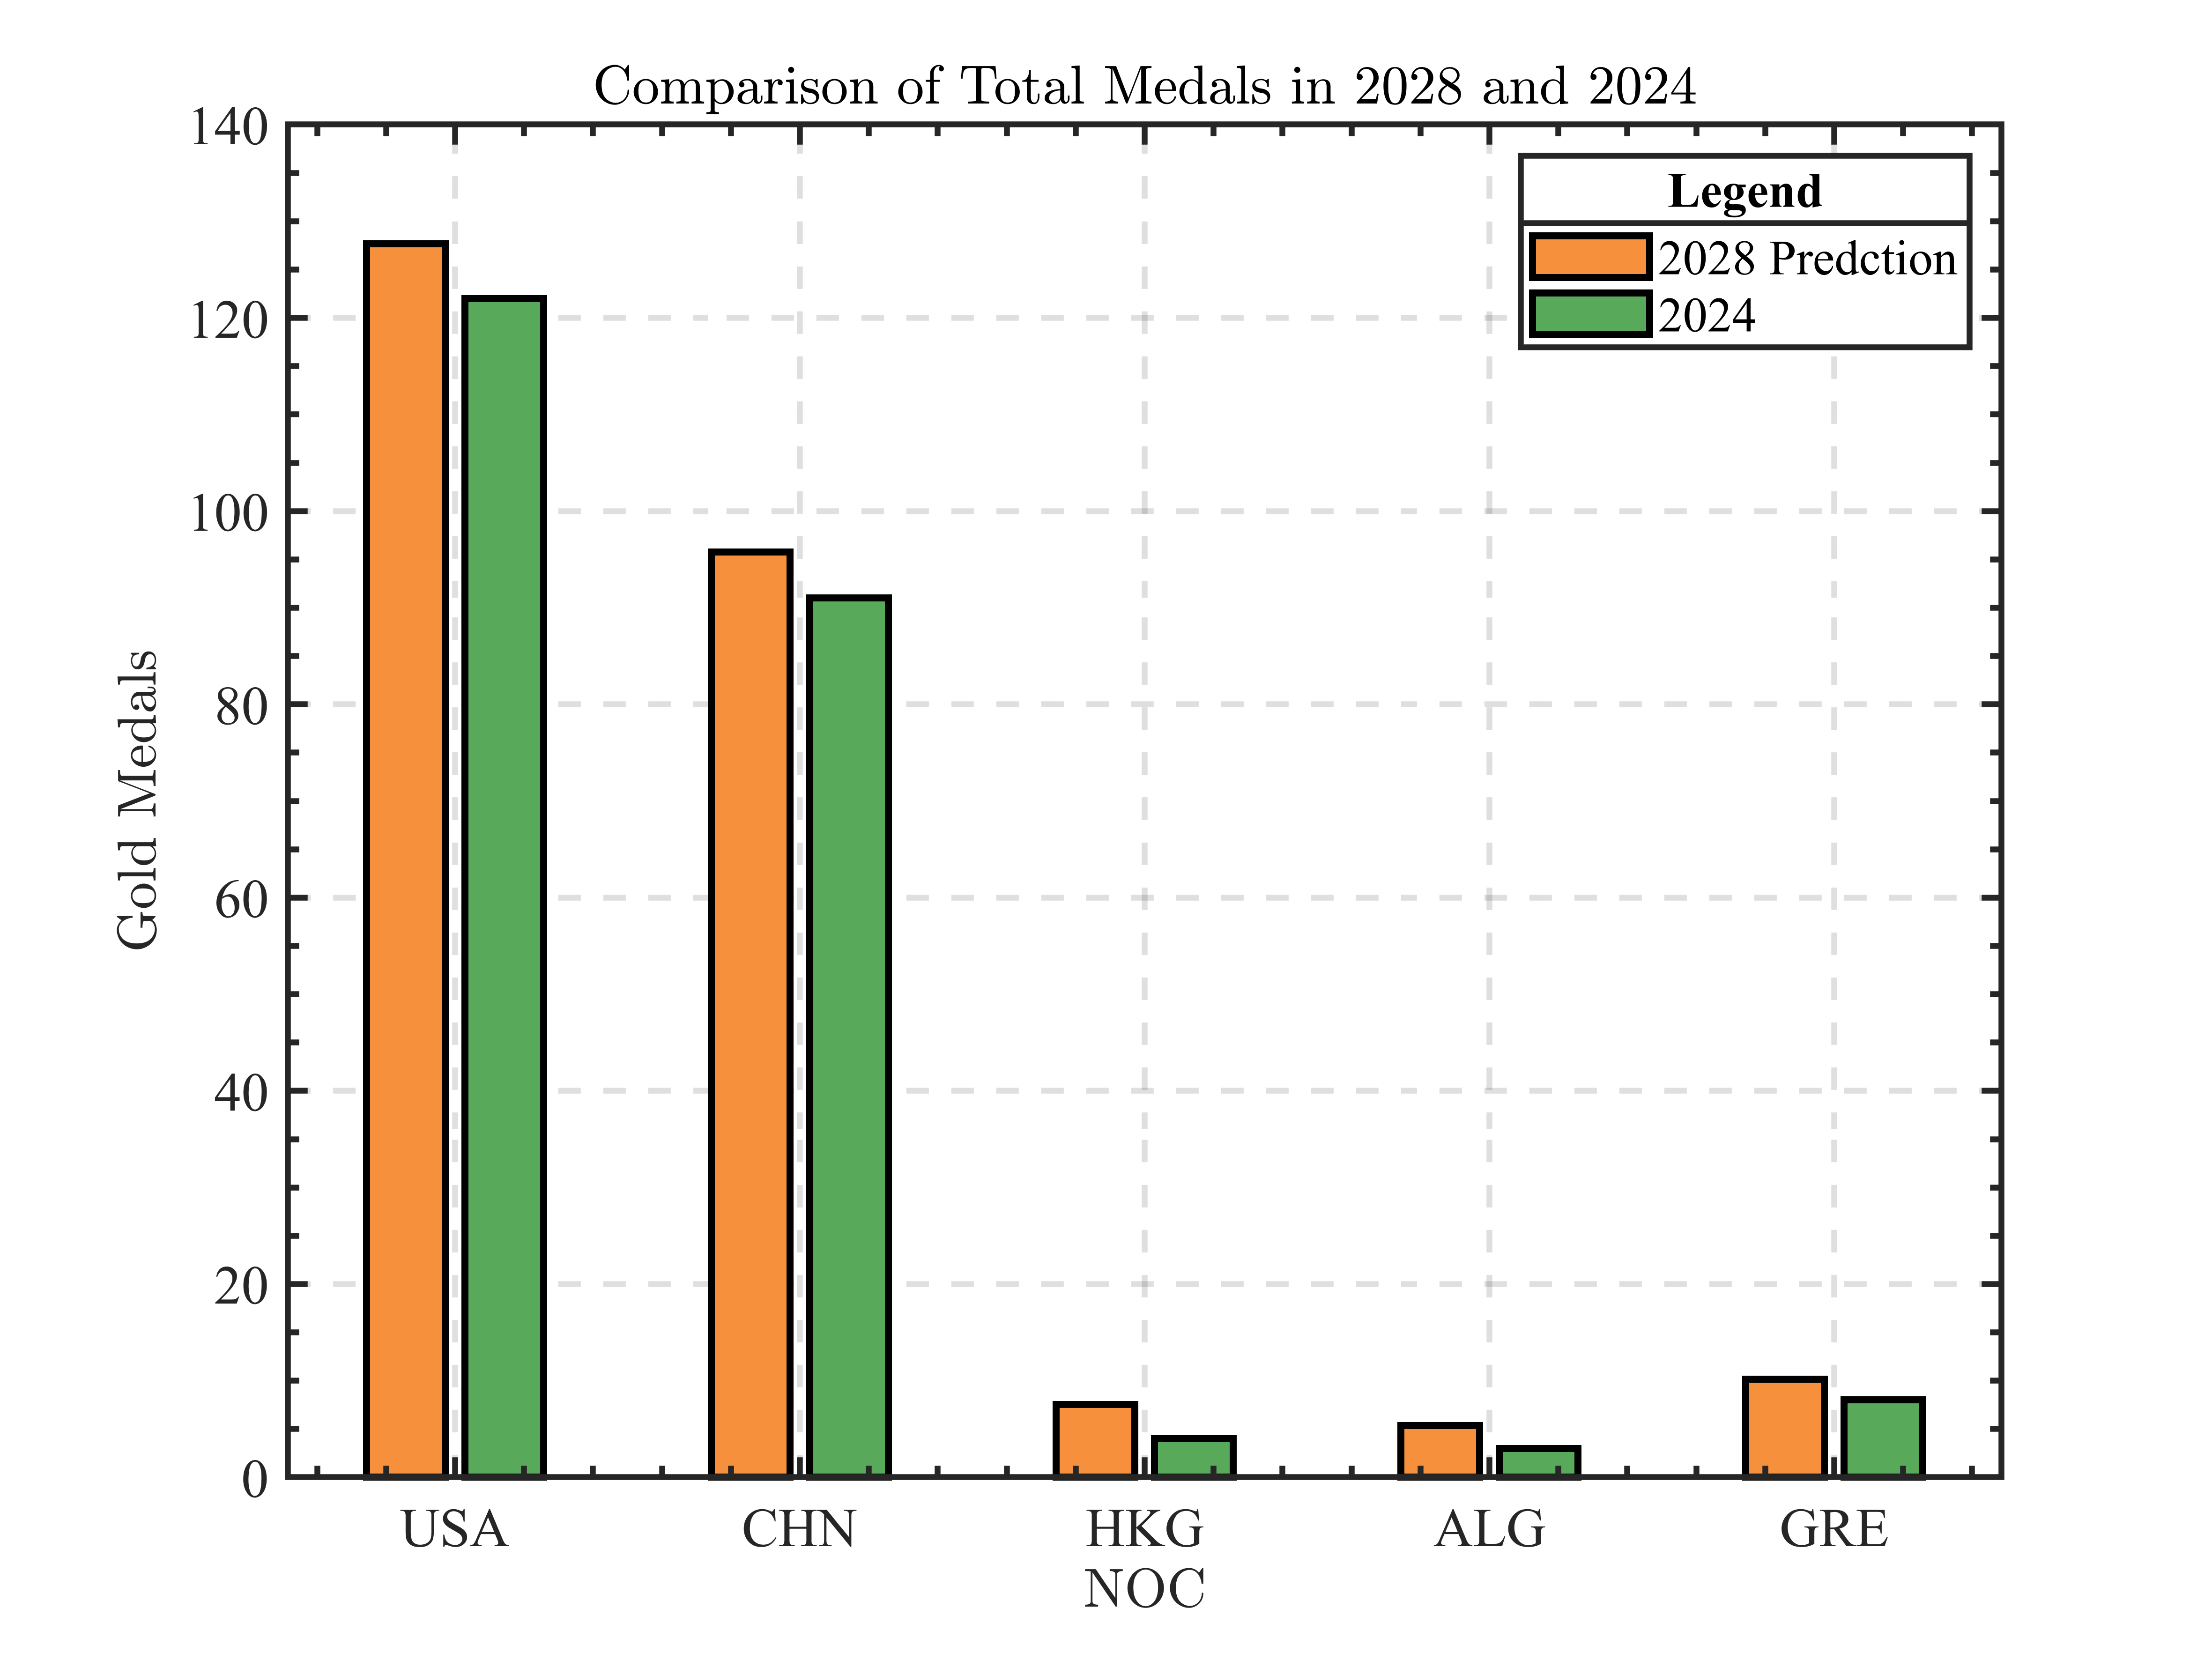 Comparison of Total Medals in 2028 and 2024
Legend
2028 Predction
2024
Gold Medals
140
120
100
80
60
40
20
0
USA CHN HKG ALG GRE
NOC